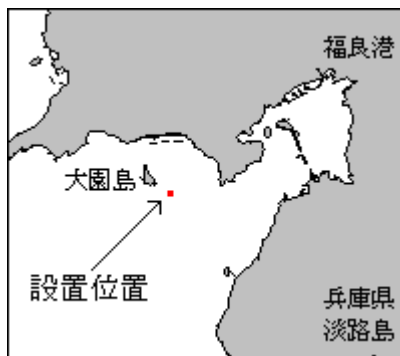 福良港
大園島
設置位置
兵庫県
淡路島